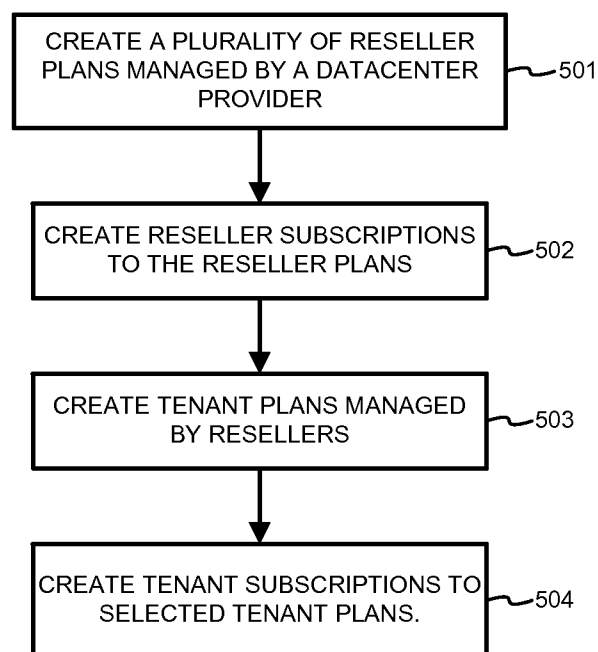 CREATE A PLURALITY OF RESELLER
PLANS MANAGED BY A DATACENTER
PROVIDER
501
CREATE RESELLER SUBSCRIPTIONS
TO THE RESELLER PLANS
502
CREATE TENANT PLANS MANAGED
BY RESELLERS
503
CREATE TENANT SUBSCRIPTIONS TO
SELECTED TENANT PLANS.
504